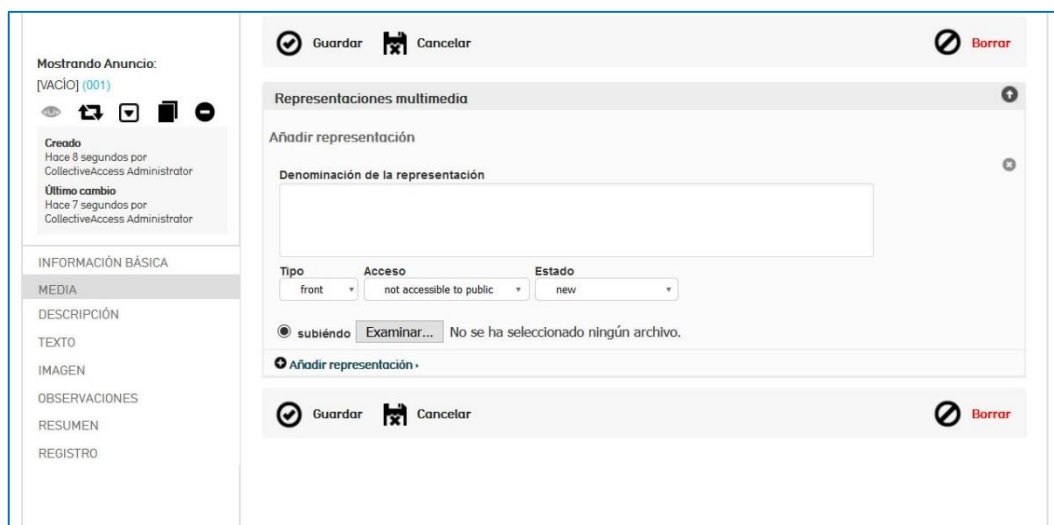 Mostrando Anuncio:
[VACÍO] (001)
Creado
Hace 8 segundos por
CollectiveAccess Administrator
Último cambio
Hace 7 segundos por
CollectiveAccess Administrator
INFORMACIÓN BÁSICA
MEDIA
DESCRIPCIÓN
TEXTO
IMAGEN
OBSERVACIONES
RESUMEN
REGISTRO
Guardar Cancelar Borrar
Representaciones multimedia
Añadir representación
Denominación de la representación
Tipo Acceso Estado
front not accessible to public new
subiéndo Examinar... No se ha seleccionado ningún archivo.
Añadir representación ›
Guardar Cancelar Borrar